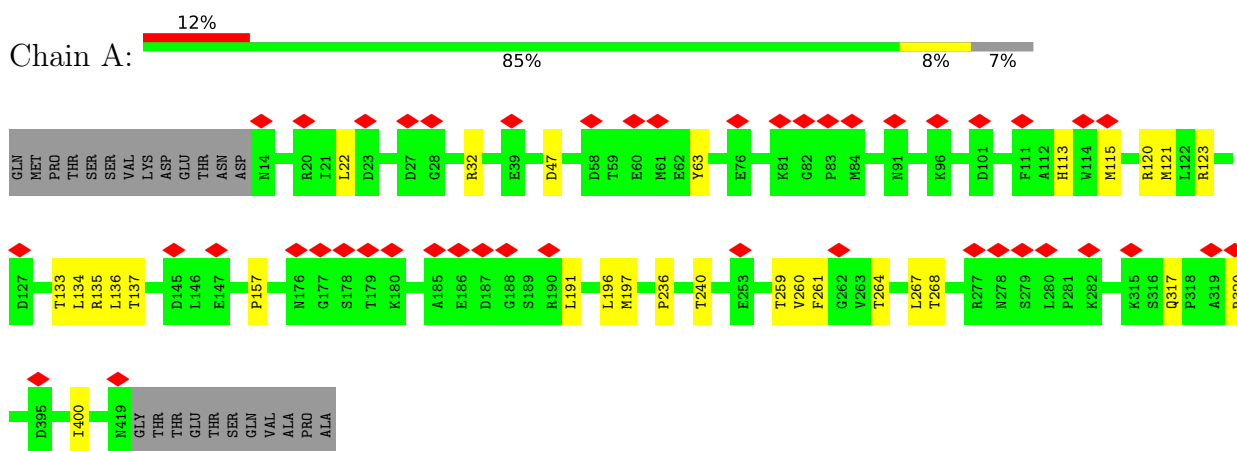 12%
Chain A:
85% 8% 7%
GLN MET PRO THR SER SER VAL LYS ASP GLU THR ASN ASP N14 R20 I21 L22 D23 D27 G28 R32 E39 D47 D58 T59 E60 M61 E62 Y63 E76 K81 G82 P83 M84 N91 K96 D101 F111 A112 H113 W114 M115 R120 M121 L122 R123
D127 T133 L134 R135 L136 T137 D145 L146 E147 P157 N176 G177 S178 T179 K180 A185 E186 D187 G188 S189 R190 L191 L196 M197 P236 T240 E253 T259 V260 F261 G262 V263 T264 L267 T268 R277 N278 S279 L280 P281 K282 K315 S316 Q317 P318 A319
D395 I400 N419 GLY THR THR GLU THR SER GLN VAL ALA PRO ALA